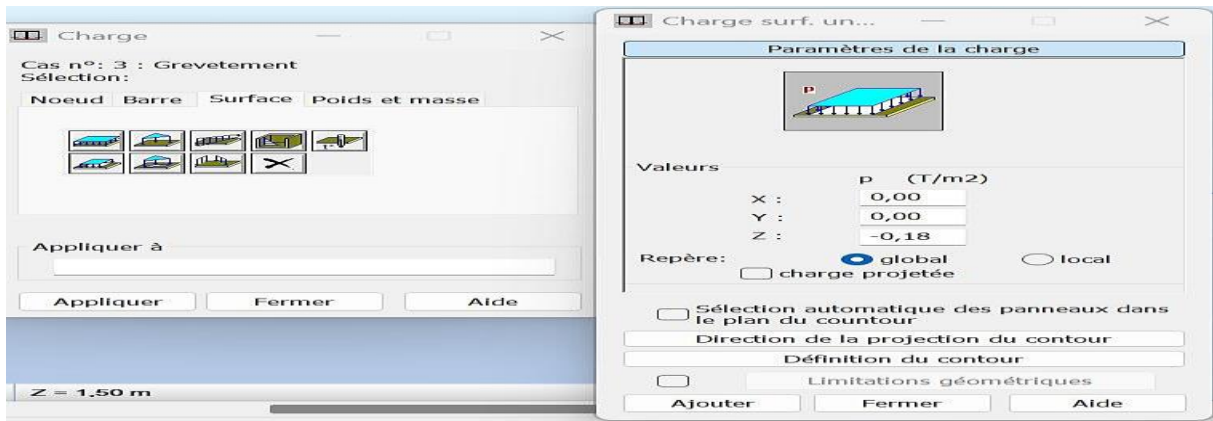 Charge
Cas nº: 3 : Grevetement
Sélection:
Noeud Barre Surface Poids et masse
Appliquer à
Appliquer Fermer Aide
Z = 1,50 m
Charge surf. un...
Paramètres de la charge
P
Valeurs
p (T/m2)
X : 0,00
Y : 0,00
Z : -0,18
Repère: global local
charge projetée
Sélection automatique des panneaux dans
le plan du countour
Direction de la projection du contour
Définition du contour
Limitations géométriques
Ajouter Fermer Aide